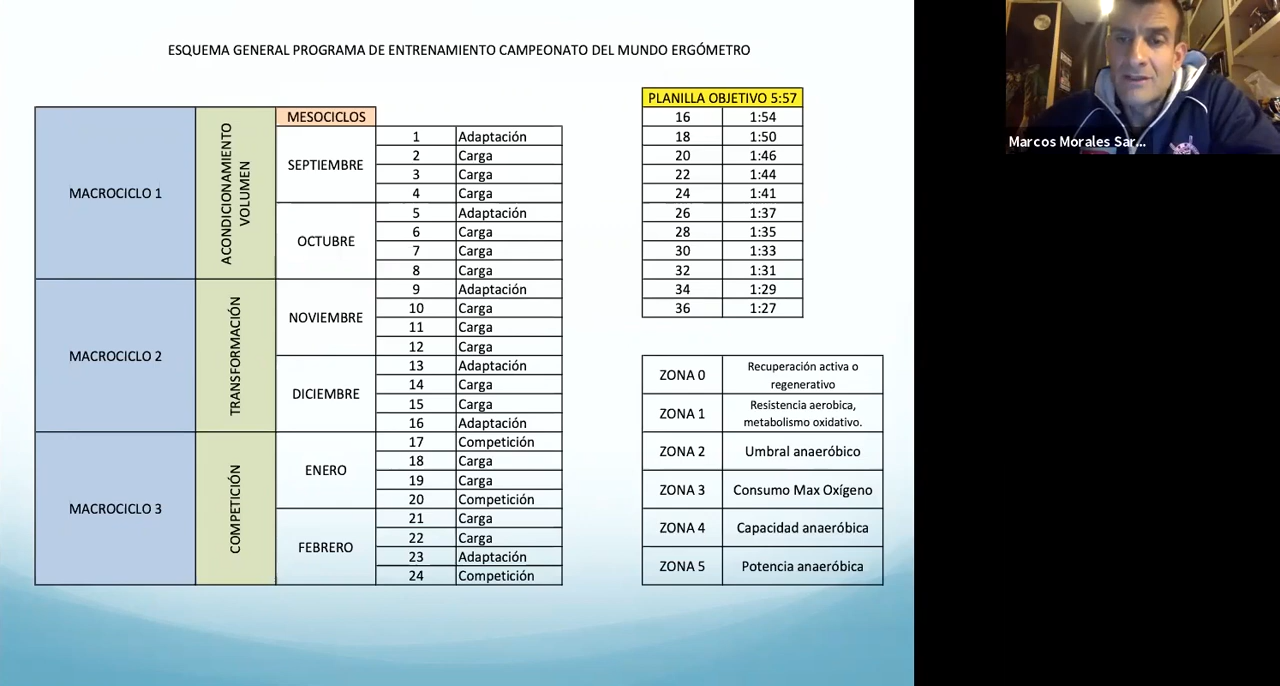 ESQUEMA GENERAL PROGRAMA DE ENTRENAMIENTO CAMPEONATO DEL MUNDO ERGÓMETRO
MACROCICLO 1
ACONDICIONAMIENTO
VOLUMEN
MESOCICLOS
SEPTIEMBRE
1 Adaptación
2 Carga
3 Carga
4 Carga
OCTUBRE
5 Adaptación
6 Carga
7 Carga
8 Carga
MACROCICLO 2
TRANSFORMACIÓN
NOVIEMBRE
9 Adaptación
10 Carga
11 Carga
12 Carga
DICIEMBRE
13 Adaptación
14 Carga
15 Carga
16 Adaptación
MACROCICLO 3
COMPETICIÓN
ENERO
17 Competición
18 Carga
19 Carga
20 Competición
FEBRERO
21 Carga
22 Carga
23 Adaptación
24 Competición
PLANILLA OBJETIVO 5:57
16 1:54
18 1:50
20 1:46
22 1:44
24 1:41
26 1:37
28 1:35
30 1:33
32 1:31
34 1:29
36 1:27
ZONA 0 Recuperación activa o
regenerativo
ZONA 1 Resistencia aerobica,
metabolismo oxidativo.
ZONA 2 Umbral anaeróbico
ZONA 3 Consumo Max Oxígeno
ZONA 4 Capacidad anaeróbica
ZONA 5 Potencia anaeróbica
Marcos Morales Sar...